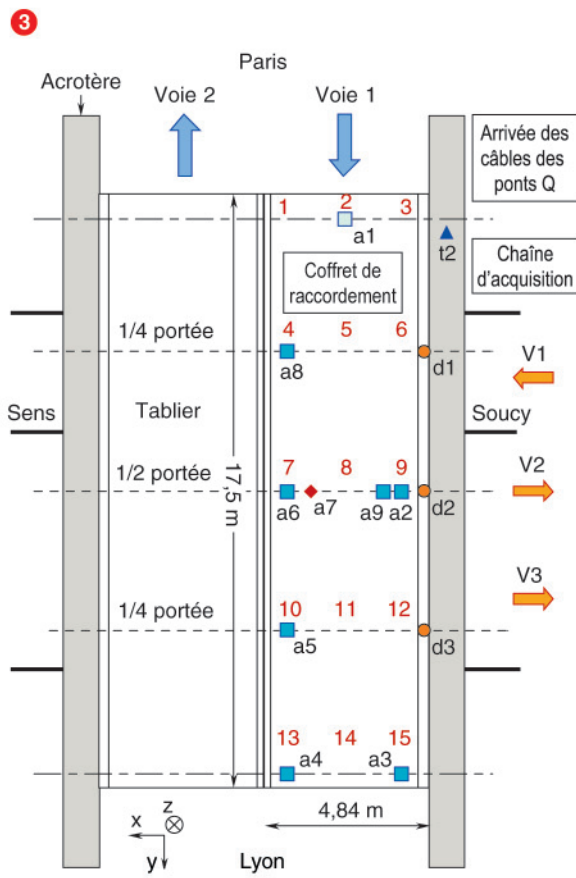 3
Paris
Acrotère
Voie 2
Voie 1
Arrivée des
câbles des
ponts Q
1 2 3
a1
t2
Coffret de
raccordement
Chaîne
d'acquisition
1/4 portée
4 5 6
a8
d1
V1
Sens
Tablier
Soucy
17,5 m
1/2 portée
7 8 9
a6 a7 a9 a2
d2
V2
V3
1/4 portée
10 11 12
a5
d3
13 14 15
a4 a3
4,84 m
x z
y
Lyon